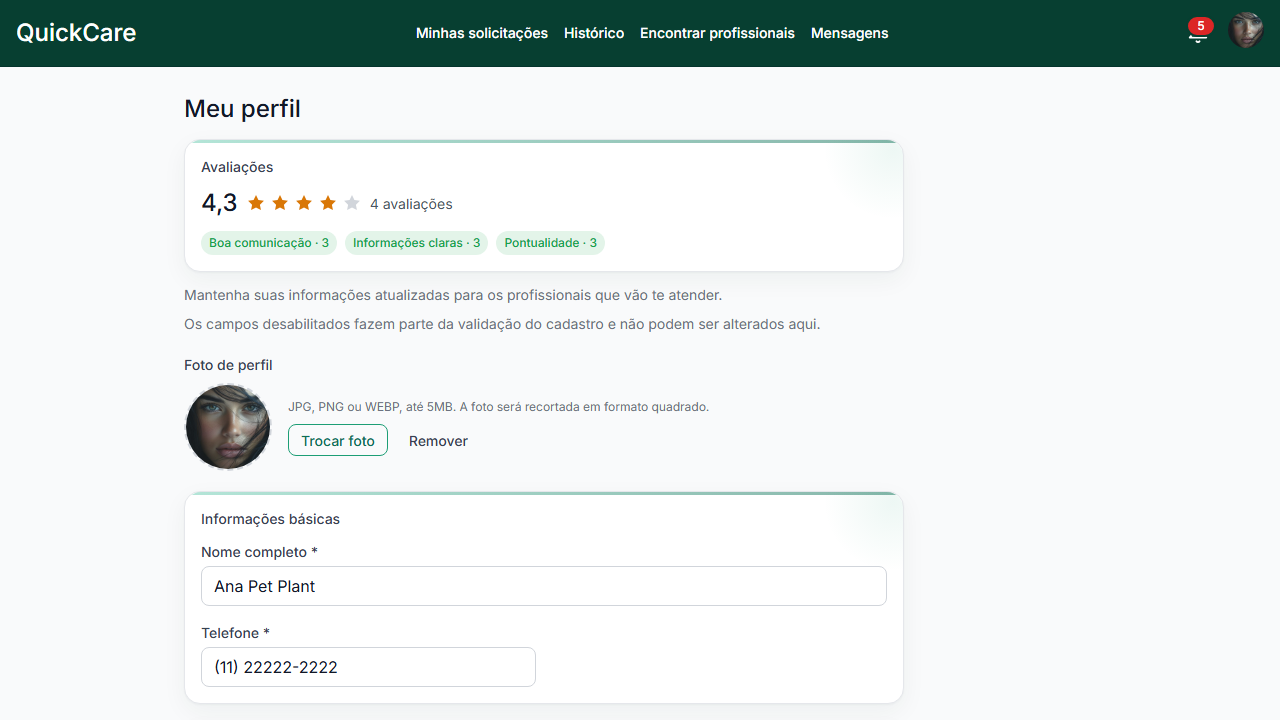 QuickCare
Minhas solicitações Histórico Encontrar profissionais Mensagens
5
Meu perfil
Avaliações
4,3 4 avaliações
Boa comunicação · 3 Informações claras · 3 Pontualidade · 3
Mantenha suas informações atualizadas para os profissionais que vão te atender.
Os campos desabilitados fazem parte da validação do cadastro e não podem ser alterados aqui.
Foto de perfil
JPG, PNG ou WEBP, até 5MB. A foto será recortada em formato quadrado.
Trocar foto Remover
Informações básicas
Nome completo *
Ana Pet Plant
Telefone *
(11) 22222-2222